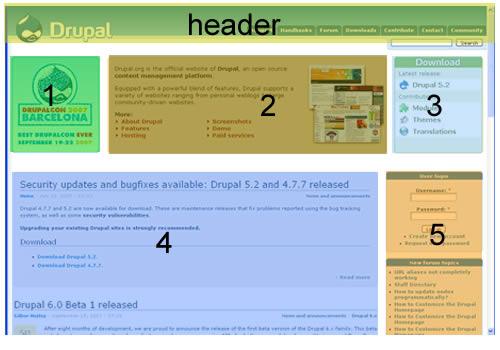 header
Drupal
Handbooks Forum Downloads Contribute Contact Community
Search
1
DRUPALCON 2007
BARCELONA
BEST DRUPALCON EVER
SEPTEMBER 19-22 2007
2
Drupal.org is the official website of Drupal, an open source
content management platform.
Equipped with a powerful blend of features, Drupal supports a
variety of websites ranging from personal weblogs large
community-driven websites.
More:
About Drupal
Features
Hosting
Screenshots
Demo
Paid services
3
Download
Latest release:
Drupal 5.2
Modules
Themes
Translations
4
Security updates and bugfixes available: Drupal 5.2 and 4.7.7 released
News and announcements
Drupal 4.7.7 and 5.2 are now available for download. These are maintenance releases that fix problems reported using the bug tracking
system, as well as some security vulnerabilities.
Upgrading your existing Drupal sites is strongly recommended.
Download
Download Drupal 5.2.
Download Drupal 4.7.7.
Read more
Drupal 6.0 Beta 1 released
News and announcements Drupal 6.x
After eight months of development, we are proud to announce the release of the first beta version of the Drupal 6.x family. This beta
5
User login
Username: *
Password: *
Create account
Request password
New forum topics
URL aliases not completely
working
Staff Directory
How to update nodes
programmatically?
How to Customize the Drupal
Homepage
How to Customize the Drupal
Homepage
How to Customize the Drupal